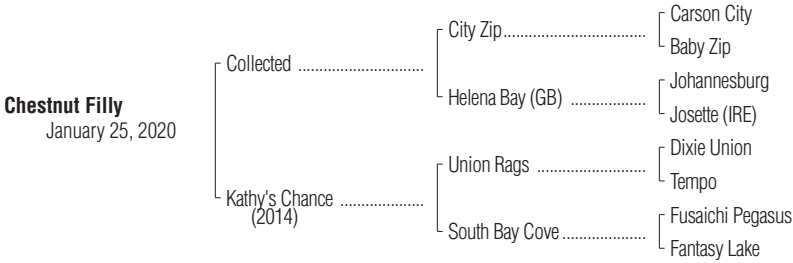 Carson City
City Zip
Baby Zip
Collected
Johannesburg
Helena Bay (GB)
Josette (IRE)
Chestnut Filly
January 25, 2020
Dixie Union
Union Rags
Tempo
Kathy's Chance
(2014)
Fusaichi Pegasus
South Bay Cove
Fantasy Lake